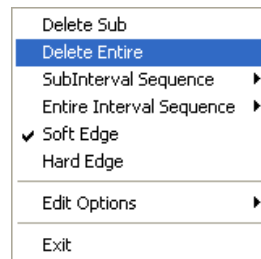 Delete Sub
Delete Entire
SubInterval Sequence
Entire Interval Sequence
Soft Edge
Hard Edge
Edit Options
Exit